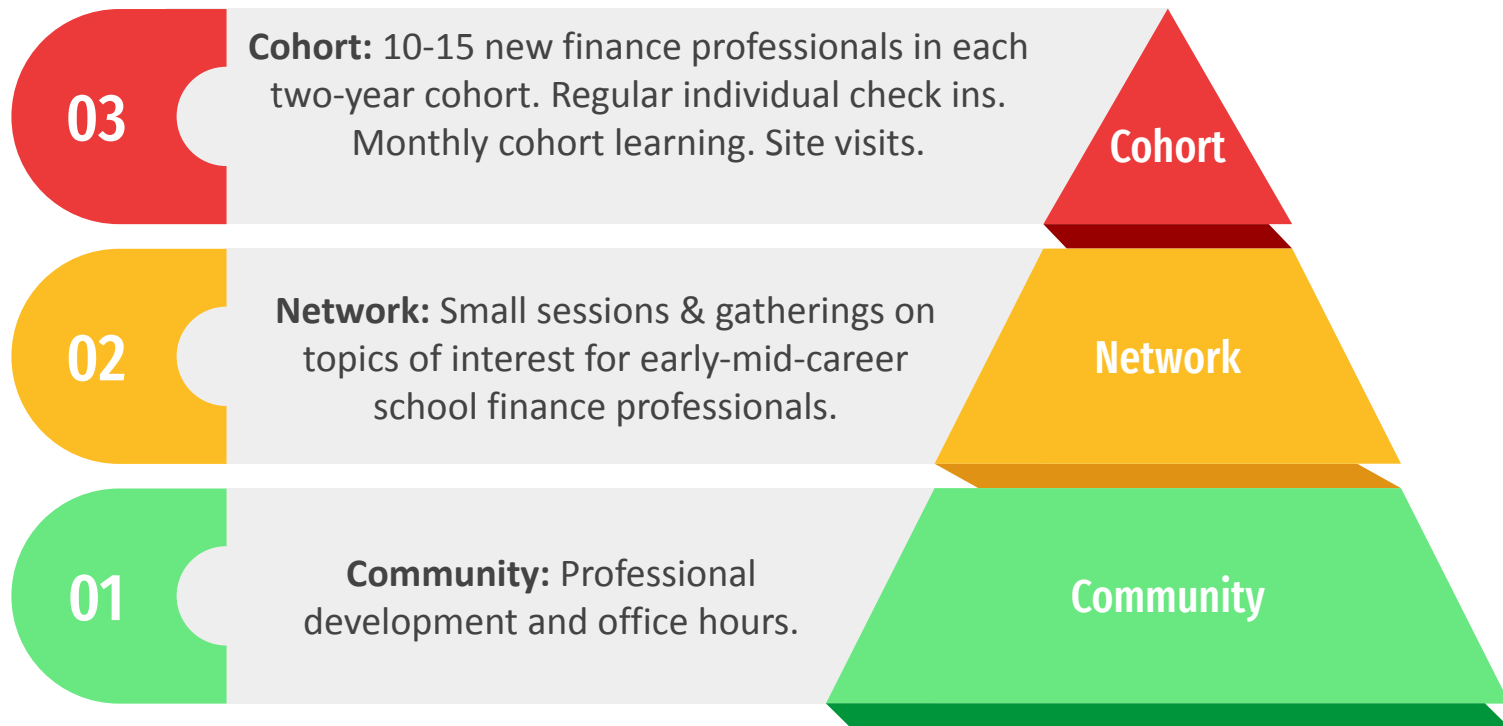 03
Cohort: 10-15 new finance professionals in each
two-year cohort. Regular individual check ins.
Monthly cohort learning. Site visits.
Cohort
02
Network: Small sessions & gatherings on
topics of interest for early-mid-career
school finance professionals.
Network
01
Community: Professional
development and office hours.
Community